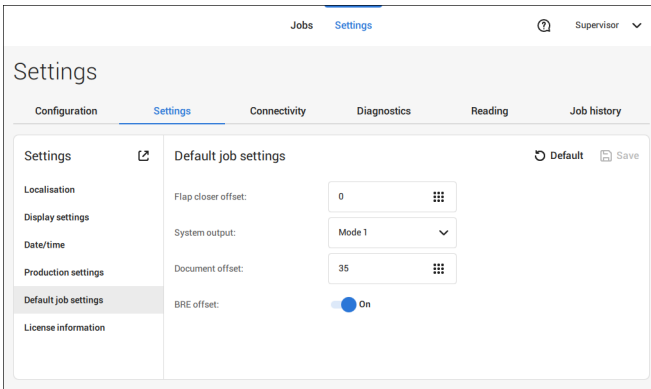 Jobs Settings Supervisor
Settings
Configuration Settings Connectivity Diagnostics Reading Job history
Settings
Localisation
Display settings
Date/time
Production settings
Default job settings
License information
Default job settings Default Save
Flap closer offset: 0
System output: Mode 1
Document offset: 35
BRE offset: On